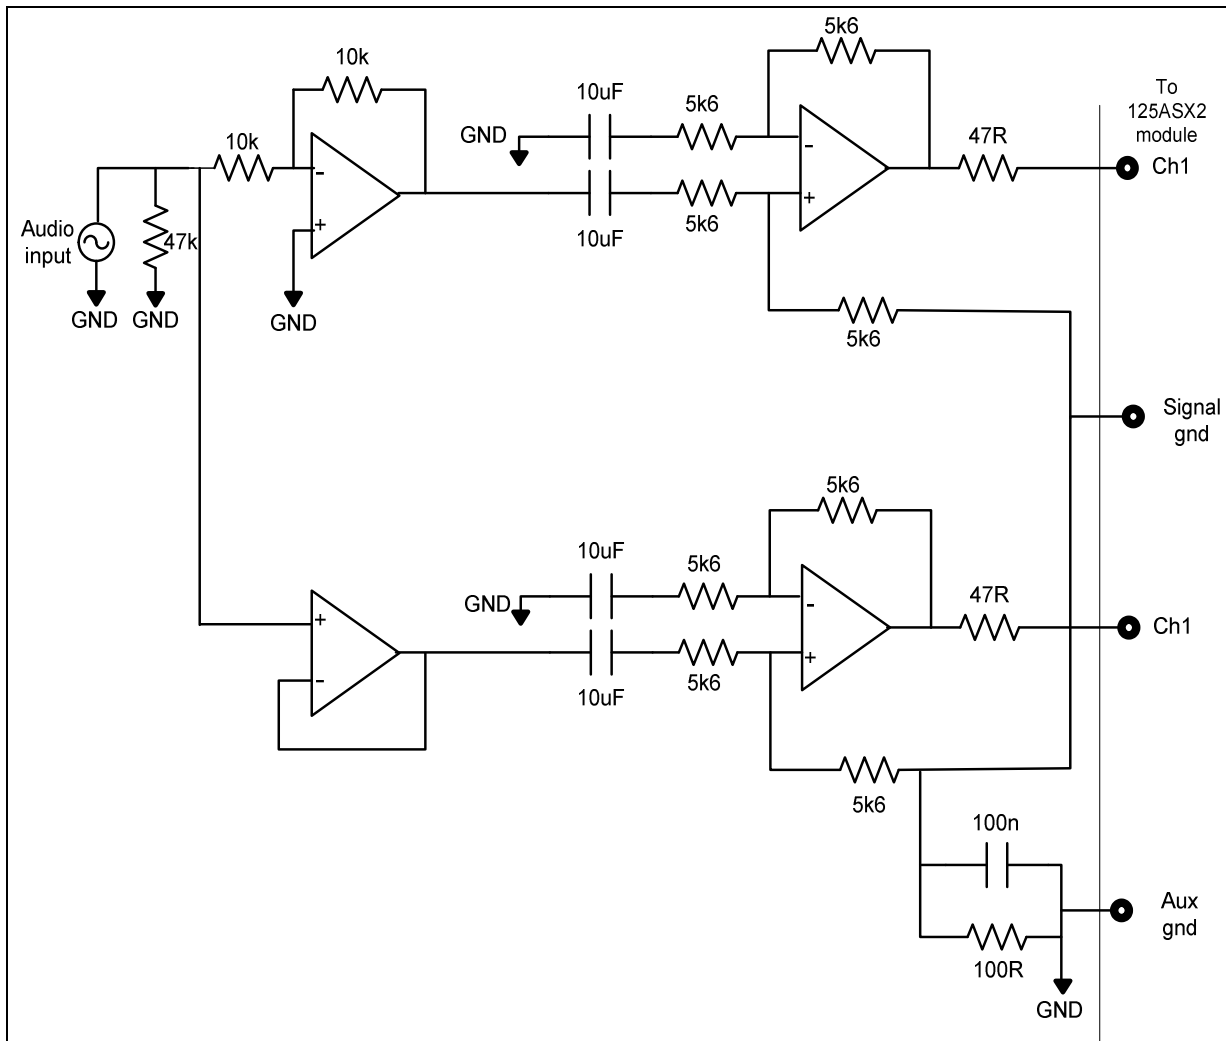 5k6
10k
To
125ASX2
module
10uF
5k6
GND
10k
47R
Ch1
-
-
+
+
Audio
input
47k
10uF
5k6
GND
GND
GND
5k6
Signal
gnd
5k6
10uF
5k6
47R
GND
-
Ch1
+
+
-
10uF
5k6
5k6
100n
Aux
gnd
100R
GND